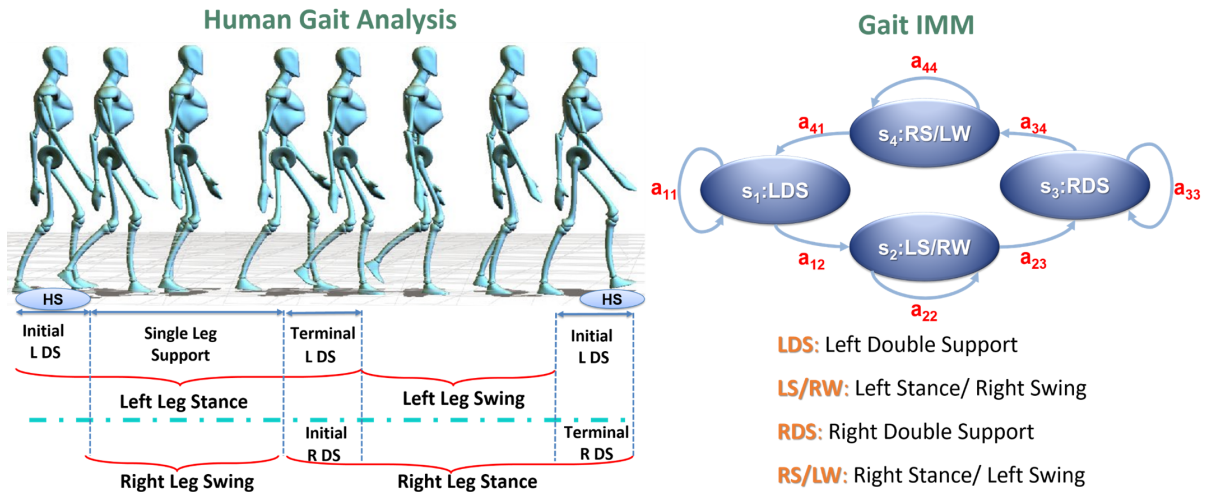 Human Gait Analysis
HS
HS
Initial
L DS
Single Leg
Support
Terminal
L DS
Initial
L DS
Left Leg Stance
Left Leg Swing
Initial
R DS
Terminal
R DS
Right Leg Swing
Right Leg Stance
Gait IMM
a44
a41
s4:RS/LW
a34
a11
s1:LDS
s3:RDS
a33
a12
s2:LS/RW
a23
a22
LDS: Left Double Support
LS/RW: Left Stance/ Right Swing
RDS: Right Double Support
RS/LW: Right Stance/ Left Swing